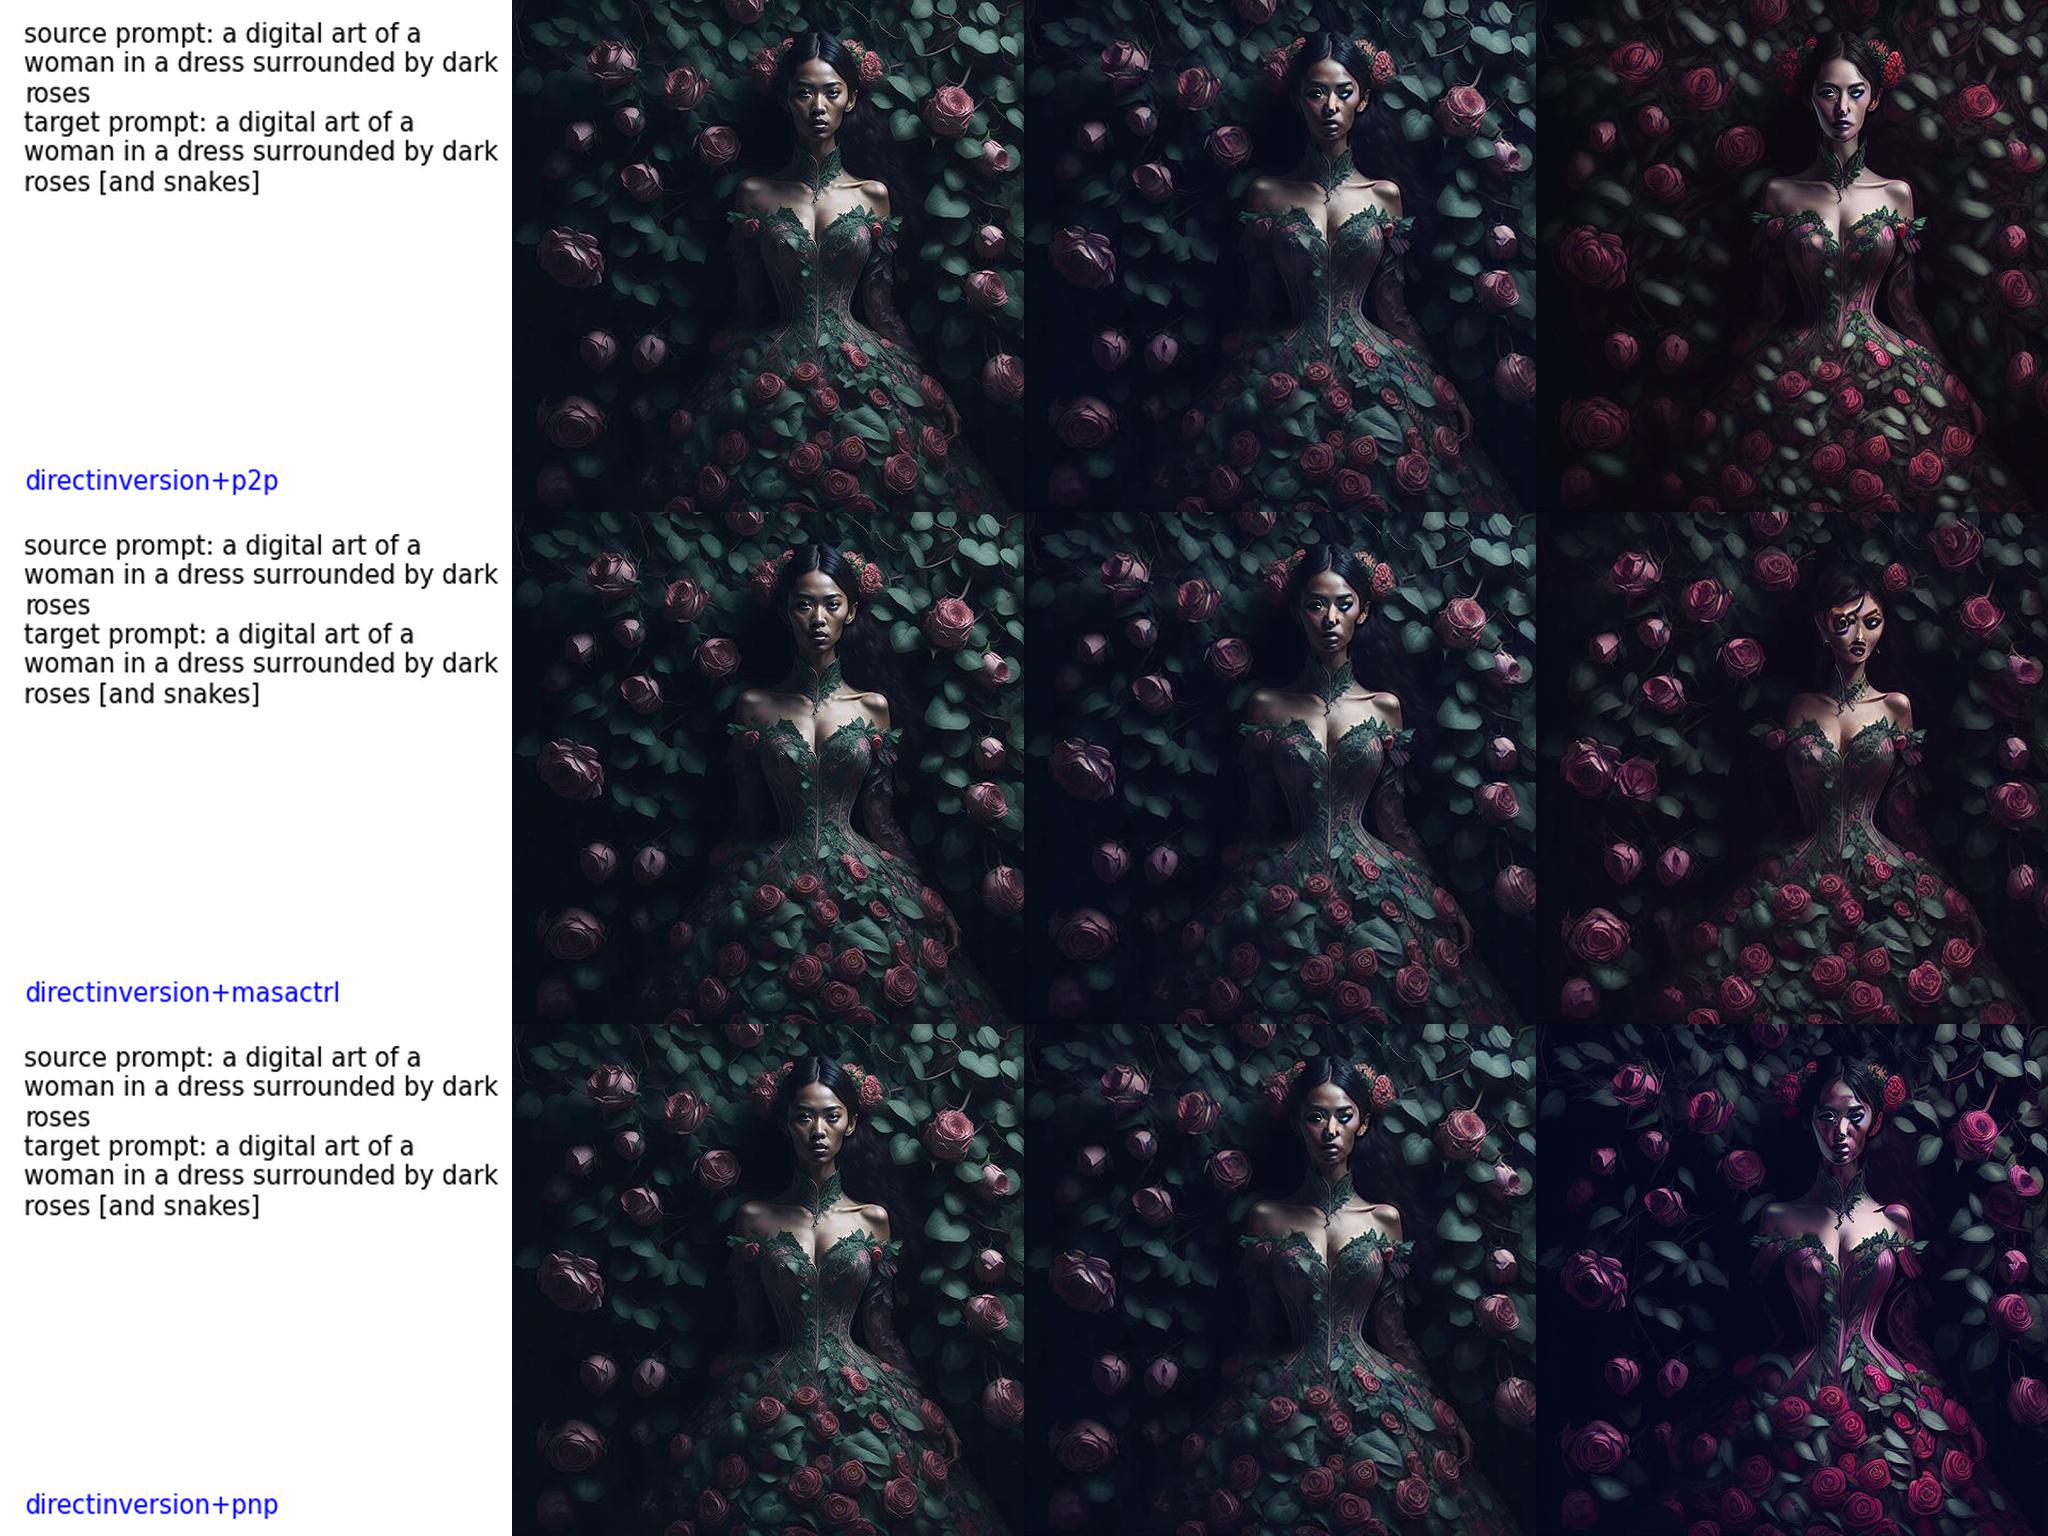 source prompt: a digital art of a
woman in a dress surrounded by dark
roses
target prompt: a digital art of a
woman in a dress surrounded by dark
roses [and snakes]
directinversion+p2p
source prompt: a digital art of a
woman in a dress surrounded by dark
roses
target prompt: a digital art of a
woman in a dress surrounded by dark
roses [and snakes]
directinversion+masactrl
source prompt: a digital art of a
woman in a dress surrounded by dark
roses
target prompt: a digital art of a
woman in a dress surrounded by dark
roses [and snakes]
directinversion+pnp